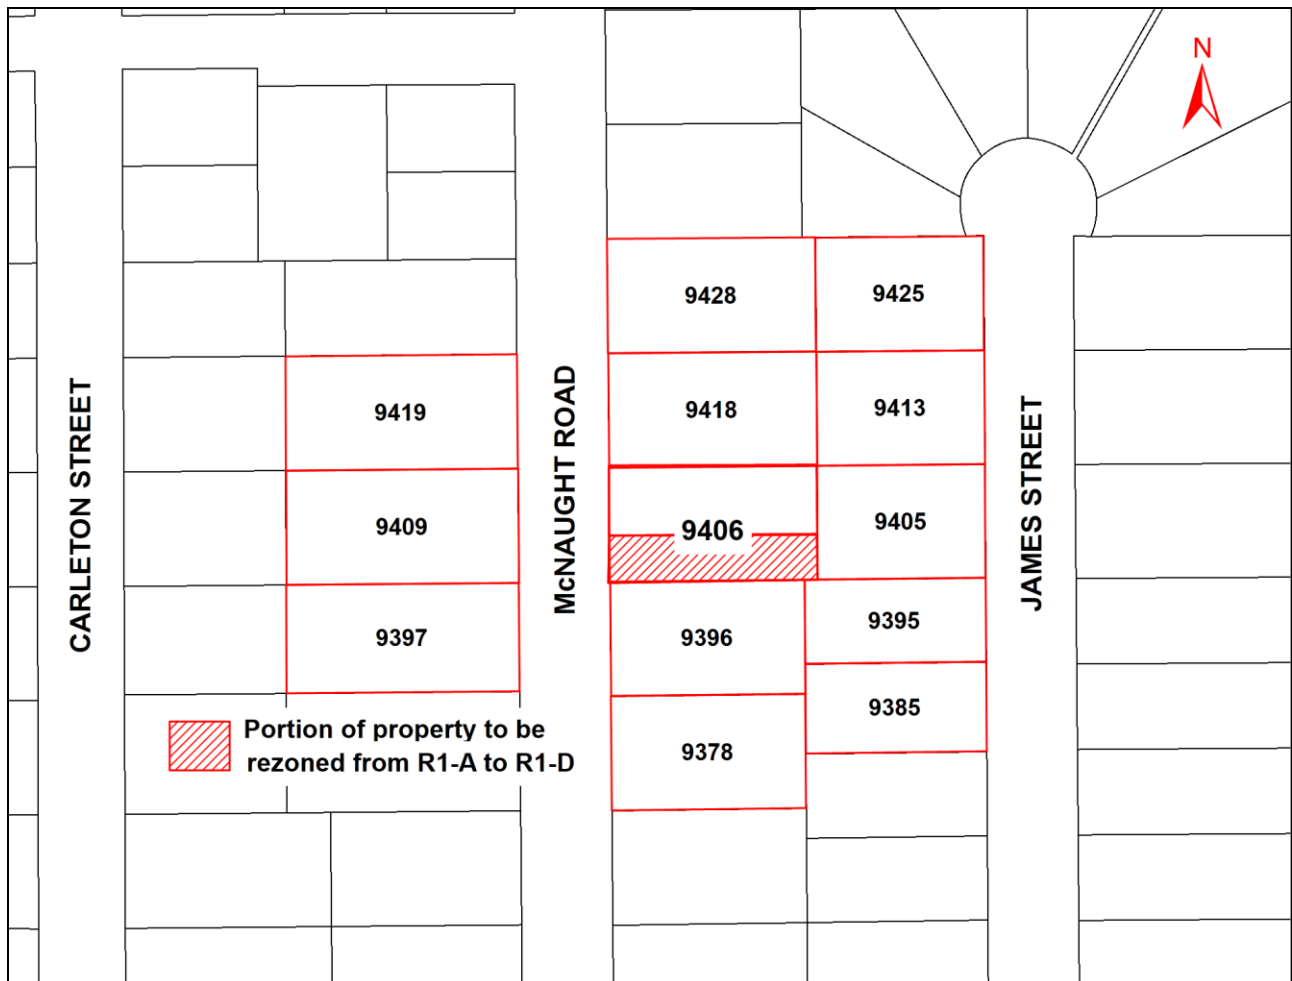 N
9428
9425
9419
9418
9413
9409
9406
9405
9397
9396
9395
9385
9378
CARLETON STREET
McNAUGHT ROAD
JAMES STREET
Portion of property to be
rezoned from R1-A to R1-D